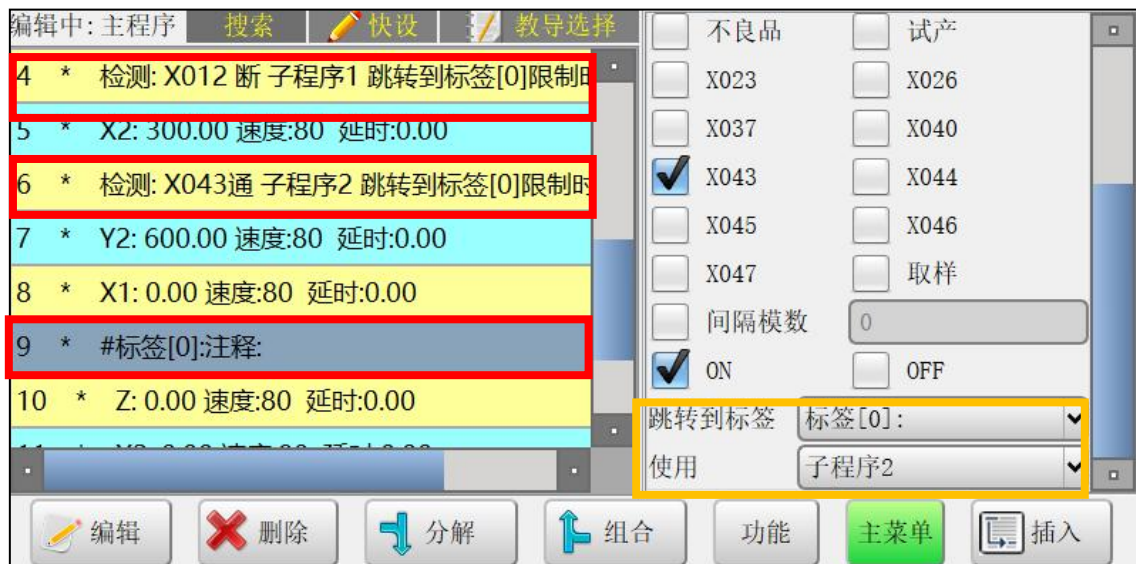 编辑中: 主程序 搜索 快设 教导选择
4 * 检测: X012 断 子程序1 跳转到标签[0]限制时
5 * X2: 300.00 速度:80 延时:0.00
6 * 检测: X043通 子程序2 跳转到标签[0]限制时
7 * Y2: 600.00 速度:80 延时:0.00
8 * X1: 0.00 速度:80 延时:0.00
9 * #标签[0]:注释:
10 * Z: 0.00 速度:80 延时:0.00
不良品 试产
X023 X026
X037 X040
X043 X044
X045 X046
X047 取样
间隔模数 0
ON OFF
跳转到标签 标签[0]:
使用 子程序2
编辑 删除 分解 组合 功能 主菜单 插入